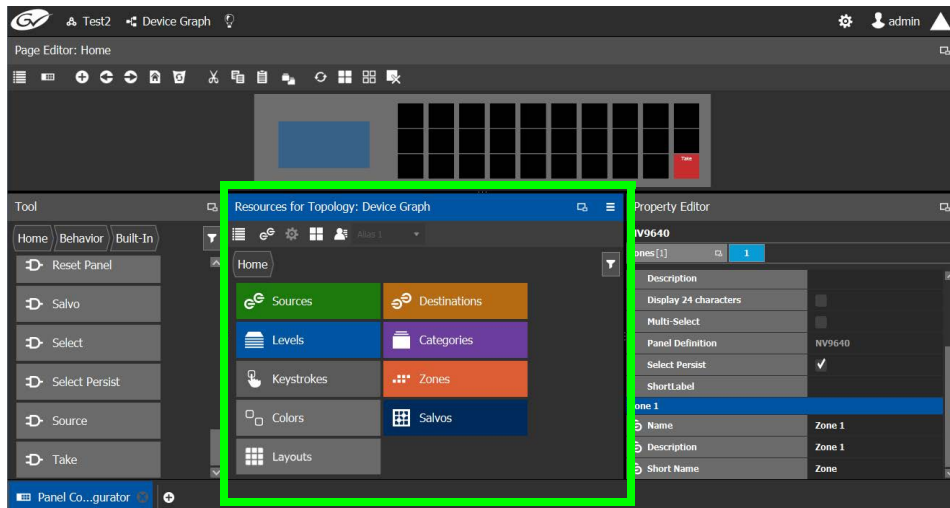 GV Test2 Device Graph admin
Page Editor: Home
Take
Tool
Home Behavior Built-In
Reset Panel
Salvo
Select
Select Persist
Source
Take
Resources for Topology: Device Graph
Alias 1
Home
Sources Destinations
Levels Categories
Keystrokes Zones
Colors Salvos
Layouts
Property Editor
NV9640
ones [1] 1
Description
Display 24 characters
Multi-Select
Panel Definition NV9640
Select Persist
ShortLabel
one 1
Name Zone 1
Description Zone 1
Short Name Zone
Panel Co...gurator